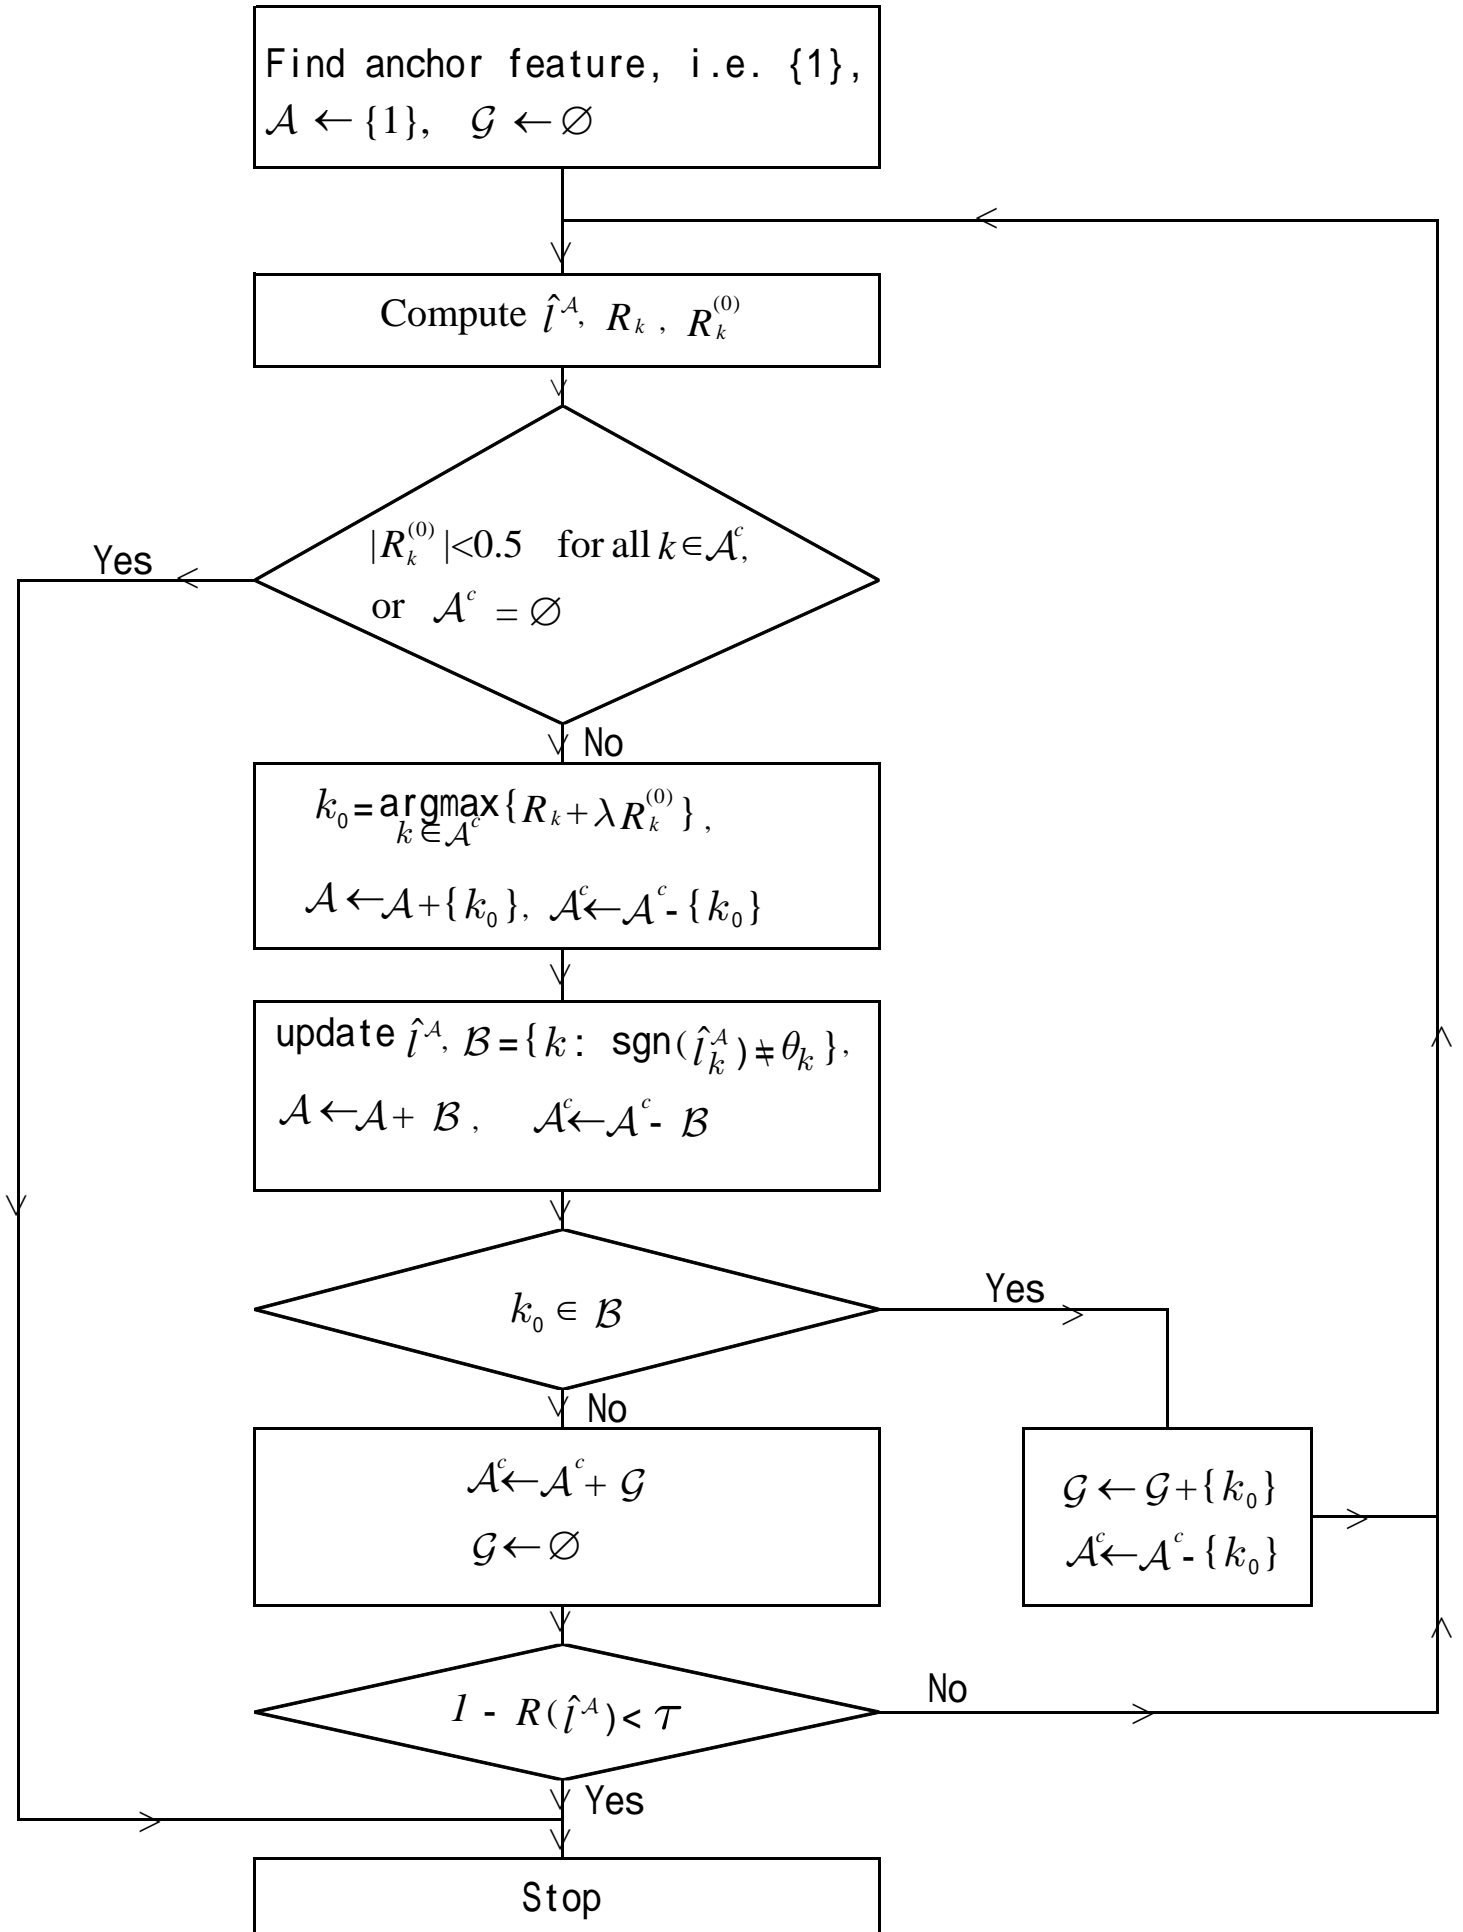 Find anchor feature, i.e. {1},
𝒜 ← {1}, 𝒢 ← ∅
Compute l̂^𝒜, R_k, R_k^(0)
|R_k^(0)|<0.5 for all k∈𝒜^c,
or 𝒜^c = ∅
Yes
No
k_0=argmax{R_k+λR_k^(0)},
k∈𝒜^c
𝒜←𝒜+{k_0}, 𝒜^c←𝒜^c-{k_0}
update l̂^𝒜, ℬ={k: sgn(l̂_k^𝒜)≠θ_k},
𝒜←𝒜+ ℬ, 𝒜^c←𝒜^c- ℬ
k_0 ∈ ℬ
Yes
No
𝒜^c←𝒜^c+ 𝒢
𝒢←∅
𝒢←𝒢+{k_0}
𝒜^c←𝒜^c-{k_0}
1 - R(l̂^𝒜)< τ
No
Yes
Stop